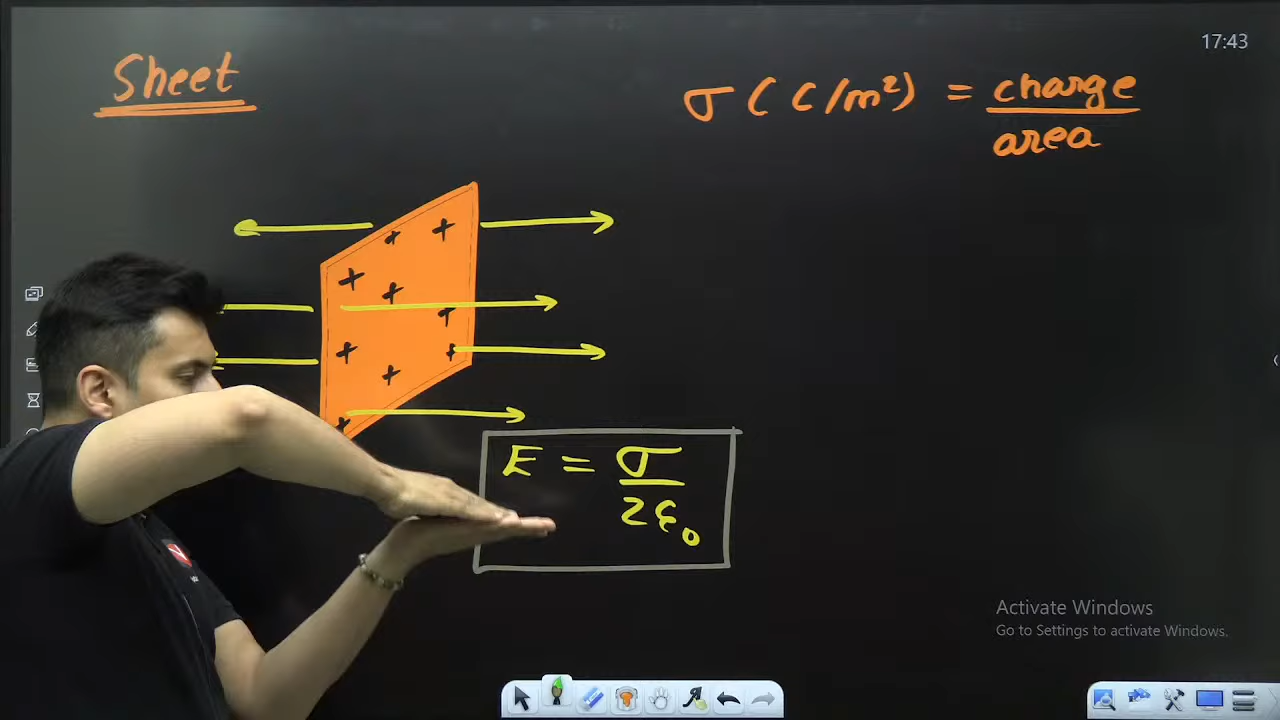 17:43
Sheet
σ (C/m²) = charge/area
E = σ/2ε₀
Activate Windows
Go to Settings to activate Windows.